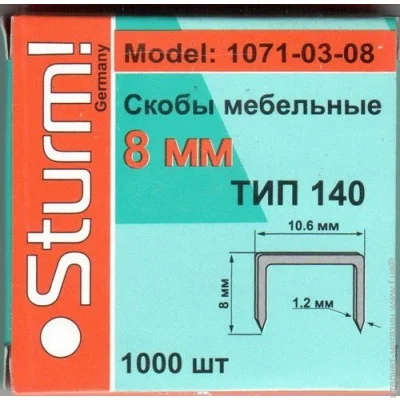 Sturm!
Germany
Model: 1071-03-08
Скобы мебельные
8 мм
ТИП 140
10.6 мм
8 мм
1.2 мм
1000 шт